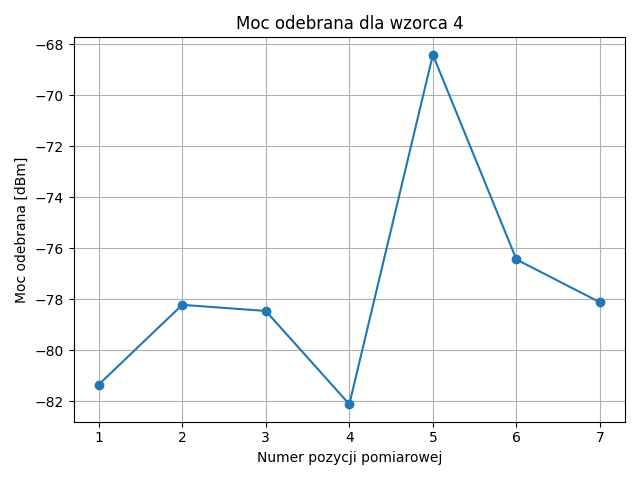 Moc odebrana dla wzorca 4
Moc odebrana [dBm]
−68
−70
−72
−74
−76
−78
−80
−82
1 2 3 4 5 6 7
Numer pozycji pomiarowej